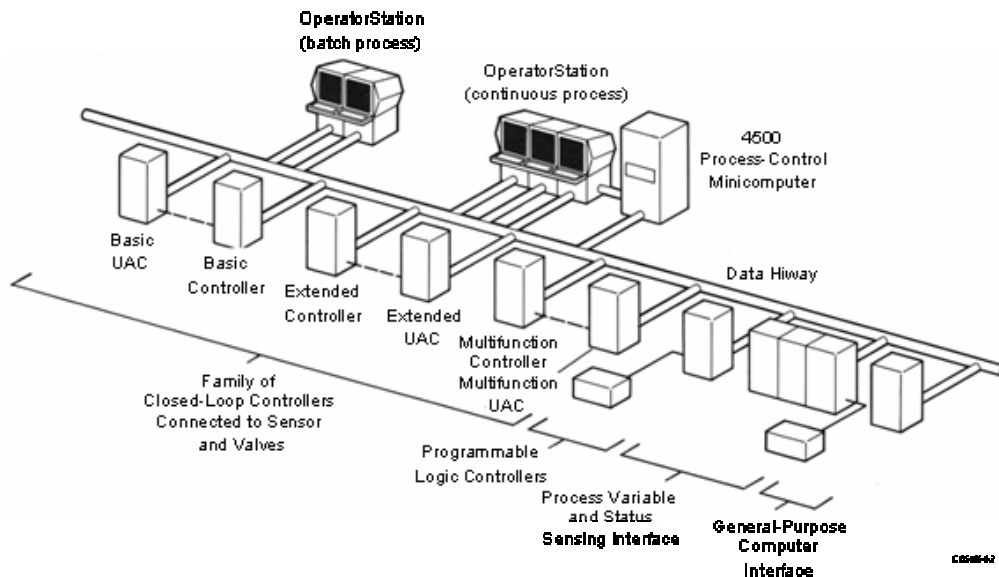 OperatorStation
(batch process)
OperatorStation
(continuous process)
4500
Process-Control
Minicomputer
Basic
UAC
Basic
Controller
Extended
Controller
Extended
UAC
Multifunction
Controller
Multifunction
UAC
Data Hiway
Family of
Closed-Loop Controllers
Connected to Sensor
and Valves
Programmable
Logic Controllers
Process Variable
and Status
Sensing Interface
General-Purpose
Computer
Interface